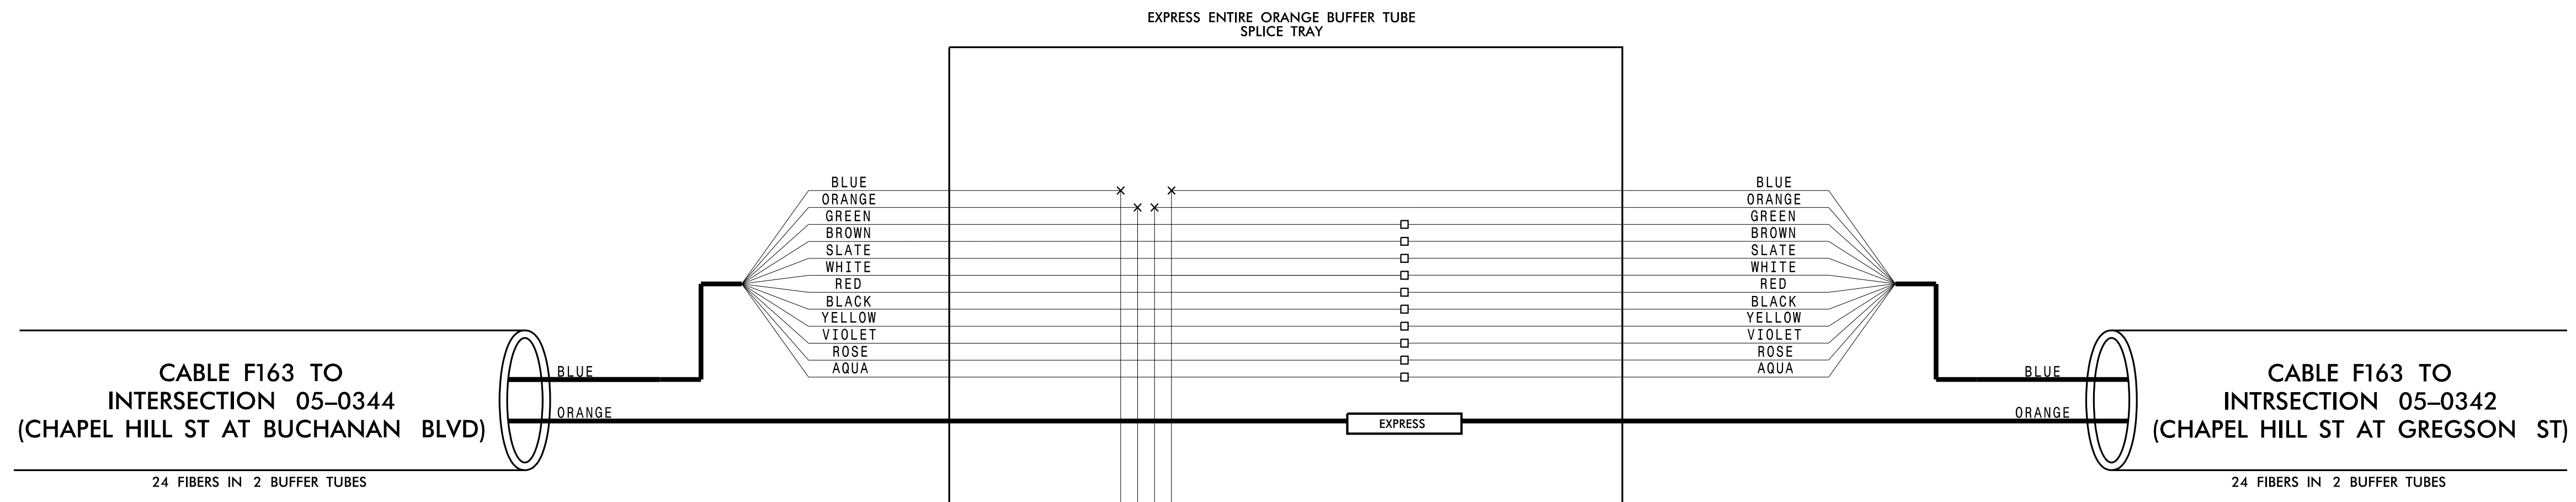 EXPRESS ENTIRE ORANGE BUFFER TUBE
SPLICE TRAY
BLUE
ORANGE
GREEN
BROWN
SLATE
WHITE
RED
BLACK
YELLOW
VIOLET
ROSE
AQUA
BLUE
ORANGE
GREEN
BROWN
SLATE
WHITE
RED
BLACK
YELLOW
VIOLET
ROSE
AQUA
CABLE F163 TO
INTERSECTION 05–0344
(CHAPEL HILL ST AT BUCHANAN BLVD)
24 FIBERS IN 2 BUFFER TUBES
BLUE
ORANGE
EXPRESS
BLUE
ORANGE
CABLE F163 TO
INTRSECTION 05–0342
(CHAPEL HILL ST AT GREGSON ST)
24 FIBERS IN 2 BUFFER TUBES